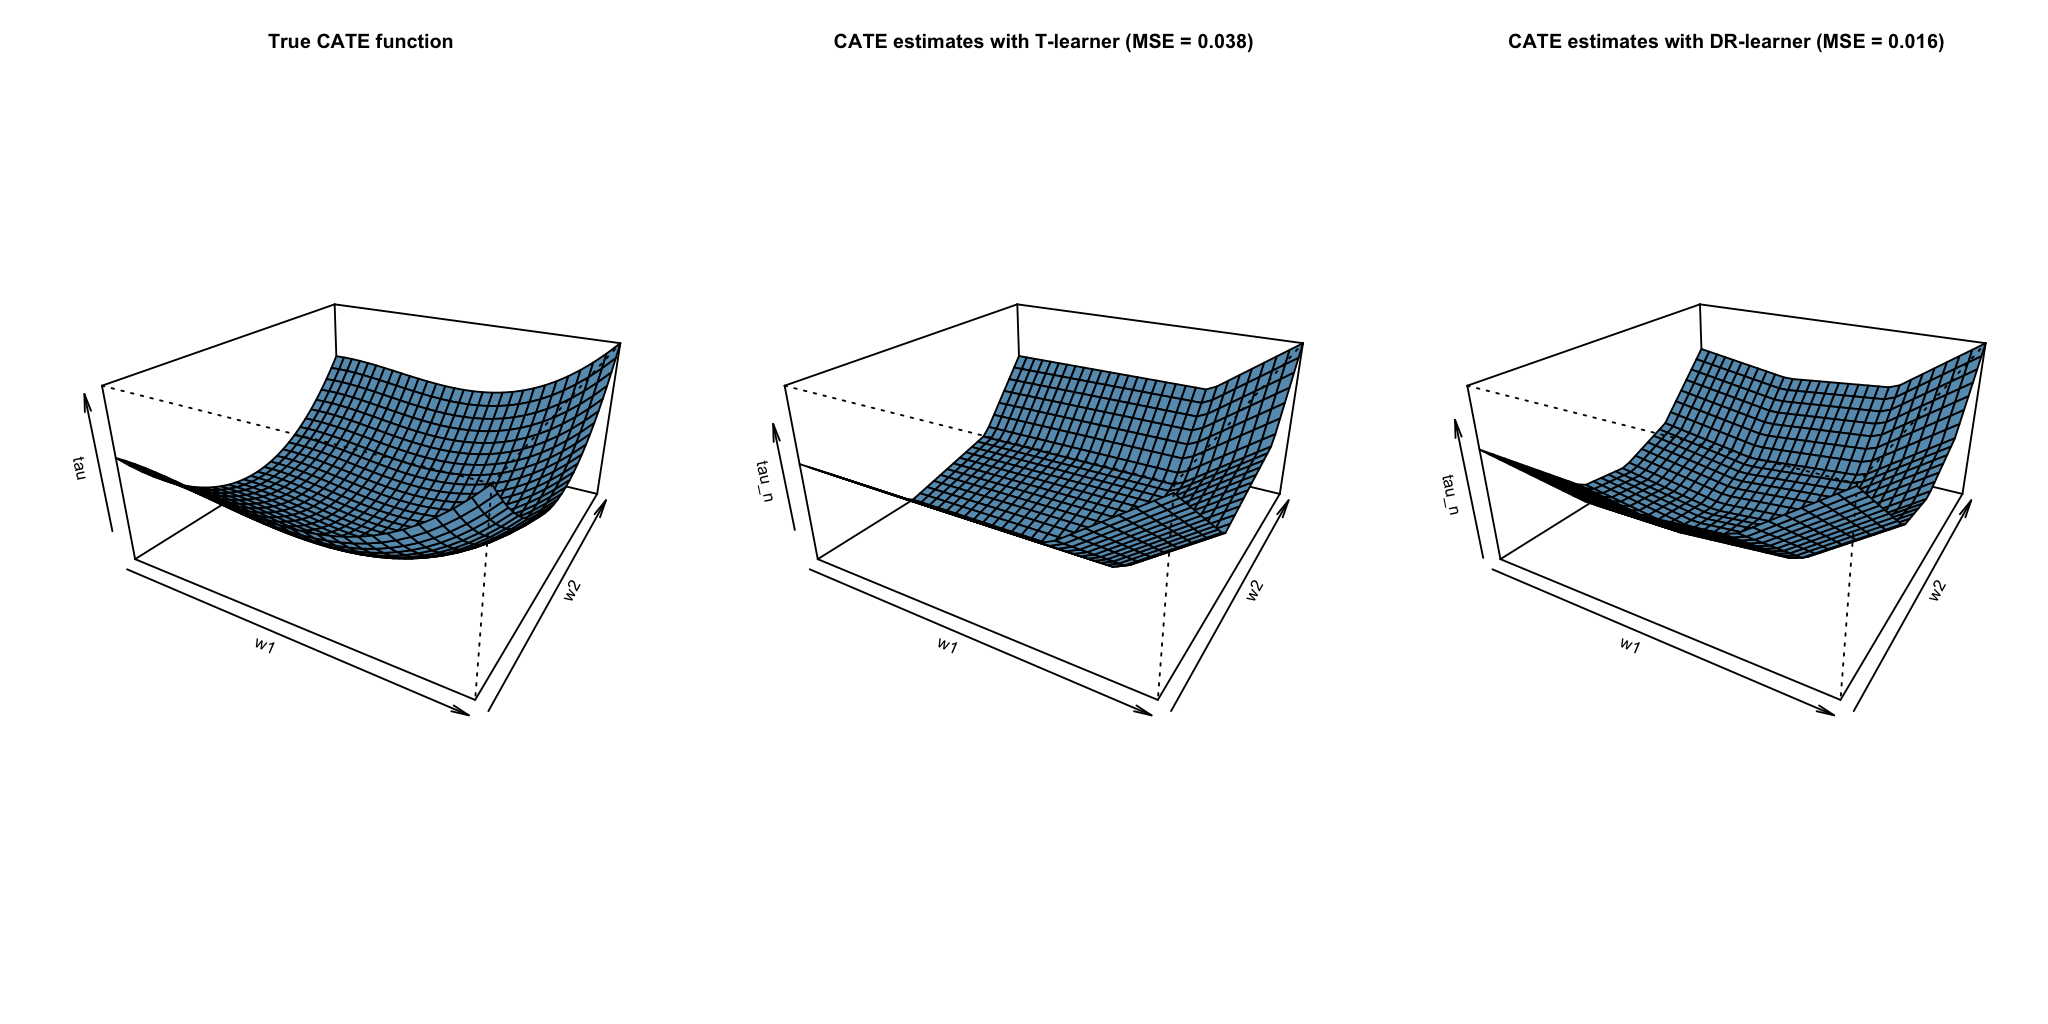 True CATE function
tau
w1
w2
CATE estimates with T-learner (MSE = 0.038)
tau_n
w1
w2
CATE estimates with DR-learner (MSE = 0.016)
tau_n
w1
w2